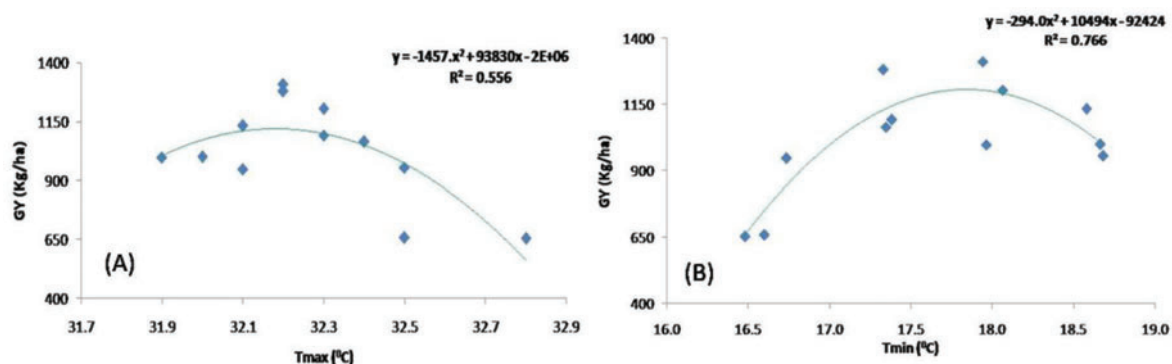 y = -1457.x² + 93830x - 2E+06
R² = 0.556
1400
1150
900
650
400
GY (Kg/ha)
(A)
31.7 31.9 32.1 32.3 32.5 32.7 32.9
Tmax (⁰C)
y = -294.0x² + 10494x - 92424
R² = 0.766
1400
1150
900
650
400
GY (Kg/ha)
(B)
16.0 16.5 17.0 17.5 18.0 18.5 19.0
Tmin (⁰C)